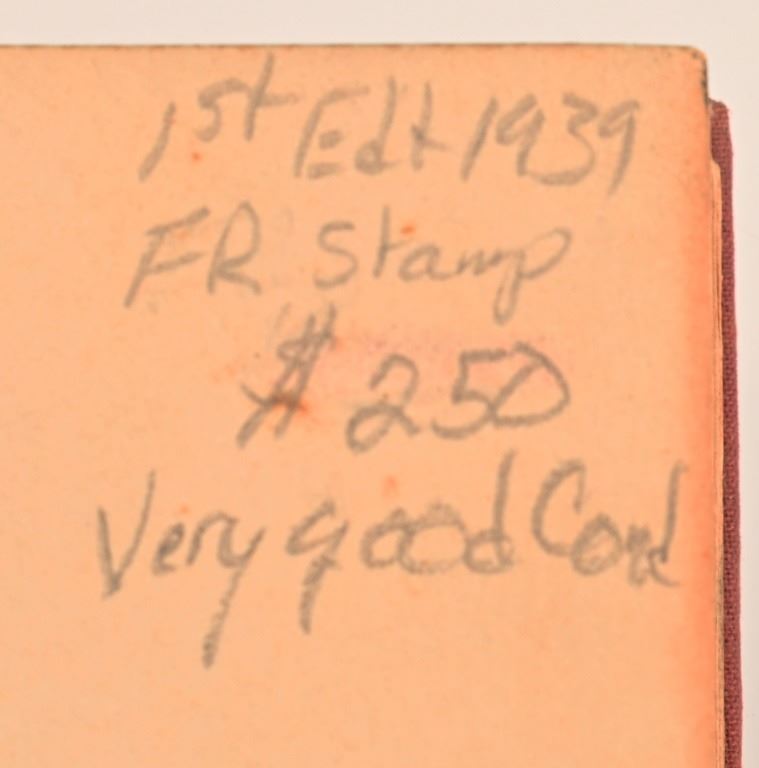 1st Edt 1939
FR Stamp
$250
Very good Cond